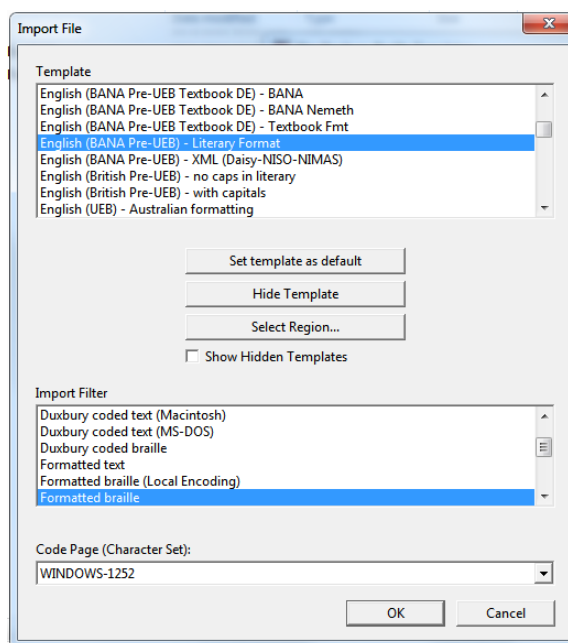 Import File
Template
English (BANA Pre-UEB Textbook DE) - BANA
English (BANA Pre-UEB Textbook DE) - BANA Nemeth
English (BANA Pre-UEB Textbook DE) - Textbook Fmt
English (BANA Pre-UEB) - Literary Format
English (BANA Pre-UEB) - XML (Daisy-NISO-NIMAS)
English (British Pre-UEB) - no caps in literary
English (British Pre-UEB) - with capitals
English (UEB) - Australian formatting
Set template as default
Hide Template
Select Region...
Show Hidden Templates
Import Filter
Duxbury coded text (Macintosh)
Duxbury coded text (MS-DOS)
Duxbury coded braille
Formatted text
Formatted braille (Local Encoding)
Formatted braille
Code Page (Character Set):
WINDOWS-1252
OK Cancel